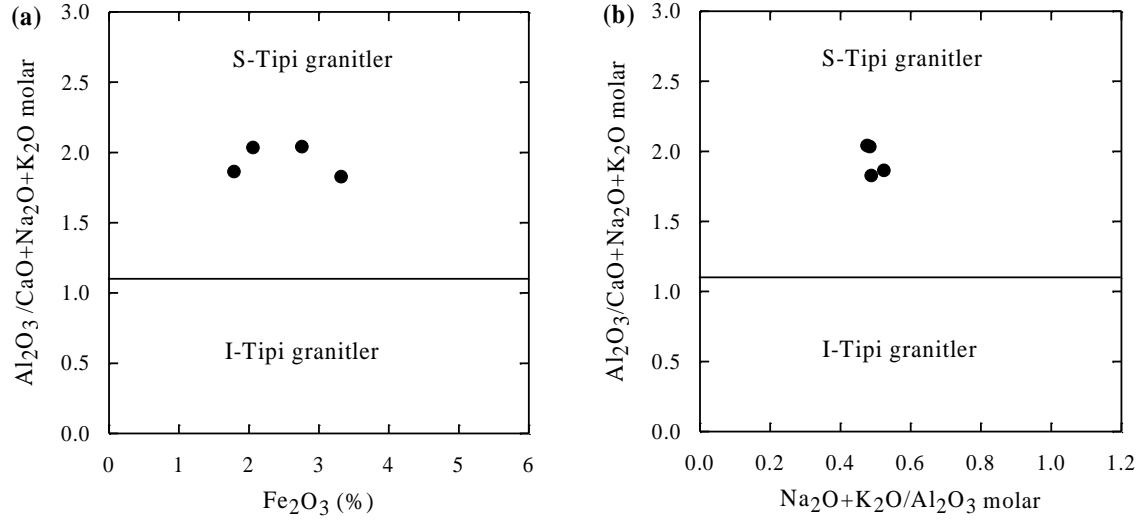 (a)
3.0
2.5
2.0
1.5
1.0
0.5
0.0
Al₂O₃ /CaO+Na₂O+K₂O molar
S-Tipi granitler
I-Tipi granitler
0 1 2 3 4 5 6
Fe₂O₃ (%)
(b)
3.0
2.5
2.0
1.5
1.0
0.5
0.0
Al₂O₃/CaO+Na₂O+K₂O molar
S-Tipi granitler
I-Tipi granitler
0.0 0.2 0.4 0.6 0.8 1.0 1.2
Na₂O+K₂O/Al₂O₃ molar